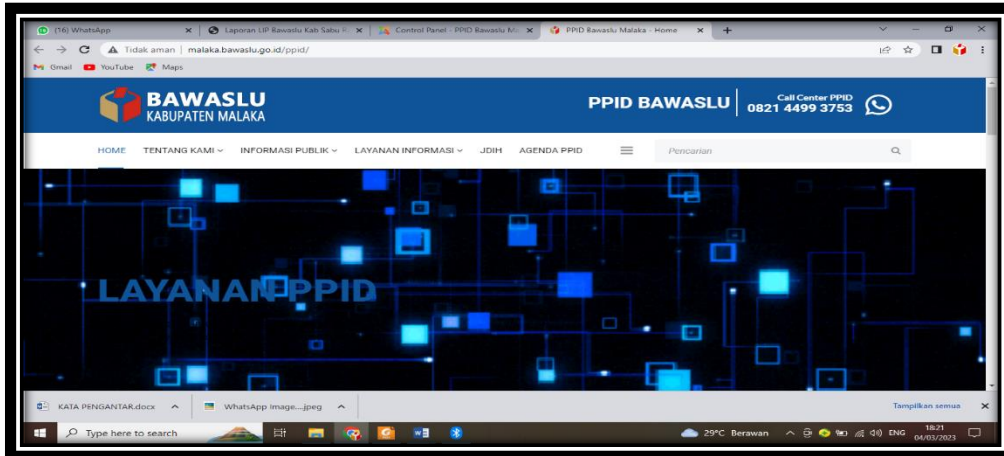 (16) WhatsApp
Laporan LIP Bawaslu Kab Sabu R
Control Panel - PPID Bawaslu Ma
PPID Bawaslu Malaka - Home
Tidak aman | malaka.bawaslu.go.id/ppid/
Gmail YouTube Maps
BAWASLU
KABUPATEN MALAKA
PPID BAWASLU
Call Center PPID
0821 4499 3753
HOME TENTANG KAMI INFORMASI PUBLIK LAYANAN INFORMASI JDIH AGENDA PPID
Pencarian
LAYANAN PPID
KATA PENGANTAR.docx WhatsApp Image....jpeg Tampilkan semua
Type here to search
29°C Berawan ENG
18:21
04/03/2023